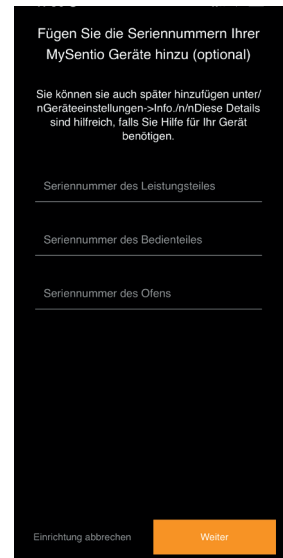 Fügen Sie die Seriennummern Ihrer
MySentio Geräte hinzu (optional)
Sie können sie auch später hinzufügen unter/
nGeräteeinstellungen->Info./n/nDiese Details
sind hilfreich, falls Sie Hilfe für Ihr Gerät
benötigen.
Seriennummer des Leistungsteiles
Seriennummer des Bedienteiles
Seriennummer des Ofens
Einrichtung abbrechen
Weiter